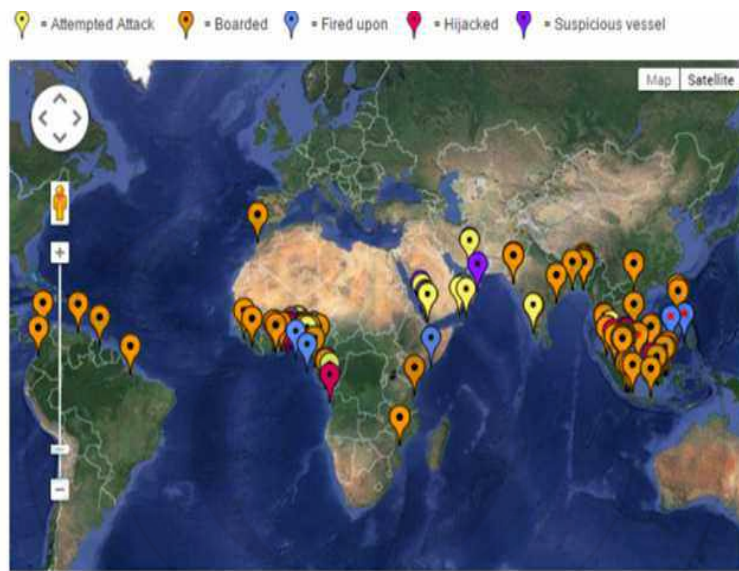 = Attempted Attack = Boarded = Fired upon = Hijacked = Suspicious vessel
Map Satellite
+
−